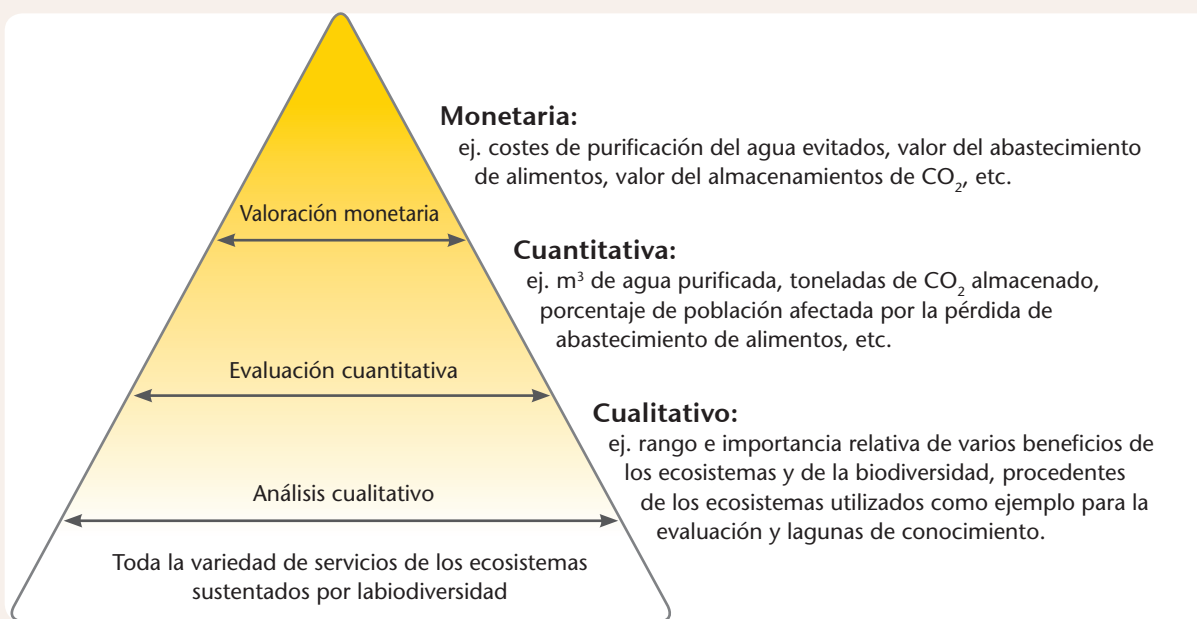 Monetaria:
ej. costes de purificación del agua evitados, valor del abastecimiento
de alimentos, valor del almacenamientos de CO₂, etc.
Valoración monetaria
Cuantitativa:
ej. m³ de agua purificada, toneladas de CO₂ almacenado,
porcentaje de población afectada por la pérdida de
abastecimiento de alimentos, etc.
Evaluación cuantitativa
Cualitativo:
ej. rango e importancia relativa de varios beneficios de
los ecosistemas y de la biodiversidad, procedentes
de los ecosistemas utilizados como ejemplo para la
evaluación y lagunas de conocimiento.
Análisis cualitativo
Toda la variedad de servicios de los ecosistemas
sustentados por labiodiversidad